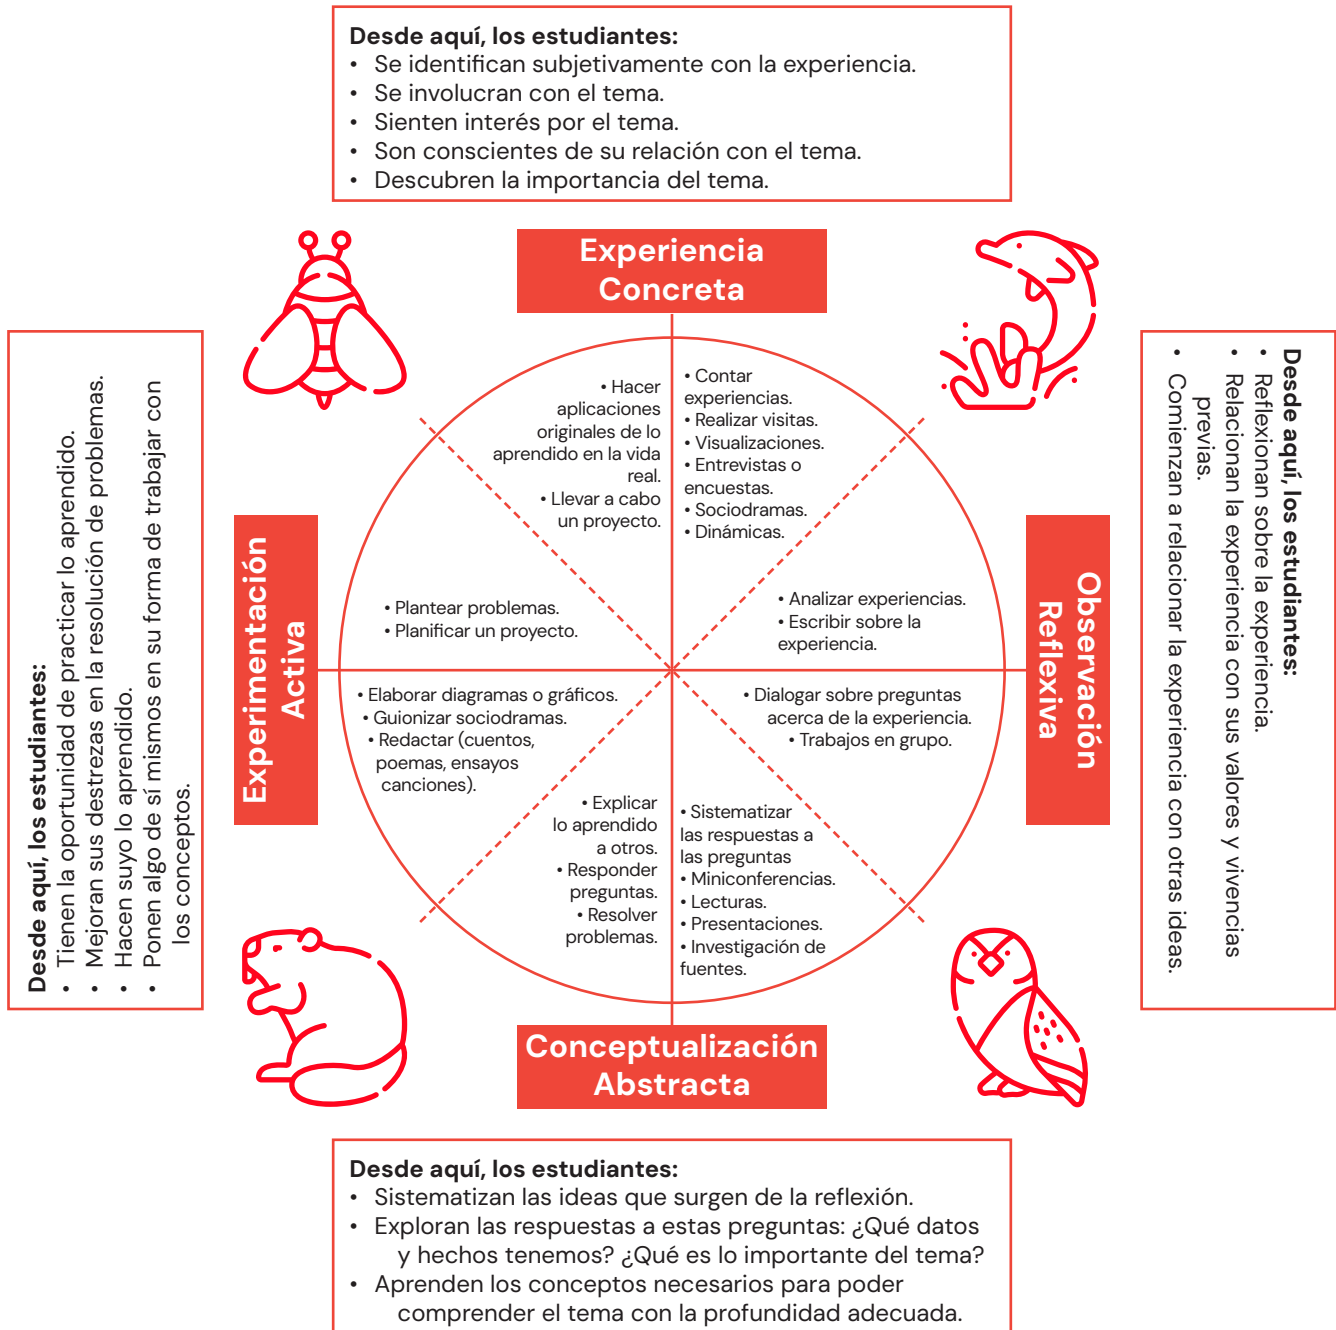 Desde aquí, los estudiantes:
• Se identifican subjetivamente con la experiencia.
• Se involucran con el tema.
• Sienten interés por el tema.
• Son conscientes de su relación con el tema.
• Descubren la importancia del tema.
Experiencia
Concreta
• Hacer
aplicaciones
originales de lo
aprendido en la vida
real.
• Llevar a cabo
un proyecto.
• Contar
experiencias.
• Realizar visitas.
• Visualizaciones.
• Entrevistas o
encuestas.
• Sociodramas.
• Dinámicas.
• Analizar experiencias.
• Escribir sobre la
experiencia.
Observación
Reflexiva
Desde aquí, los estudiantes:
• Reflexionan sobre la experiencia.
• Relacionan la experiencia con sus valores y vivencias
previas.
• Comienzan a relacionar la experiencia con otras ideas.
• Dialogar sobre preguntas
acerca de la experiencia.
• Trabajos en grupo.
• Sistematizar
las respuestas a
las preguntas
• Miniconferencias.
• Lecturas.
• Presentaciones.
• Investigación de
fuentes.
Conceptualización
Abstracta
Desde aquí, los estudiantes:
• Sistematizan las ideas que surgen de la reflexión.
• Exploran las respuestas a estas preguntas: ¿Qué datos
y hechos tenemos? ¿Qué es lo importante del tema?
• Aprenden los conceptos necesarios para poder
comprender el tema con la profundidad adecuada.
• Explicar
lo aprendido
a otros.
• Responder
preguntas.
• Resolver
problemas.
• Elaborar diagramas o gráficos.
• Guionizar sociodramas.
• Redactar (cuentos,
poemas, ensayos
canciones).
• Plantear problemas.
• Planificar un proyecto.
Experimentación
Activa
Desde aquí, los estudiantes:
• Tienen la oportunidad de practicar lo aprendido.
• Mejoran sus destrezas en la resolución de problemas.
• Hacen suyo lo aprendido.
• Ponen algo de sí mismos en su forma de trabajar con
los conceptos.